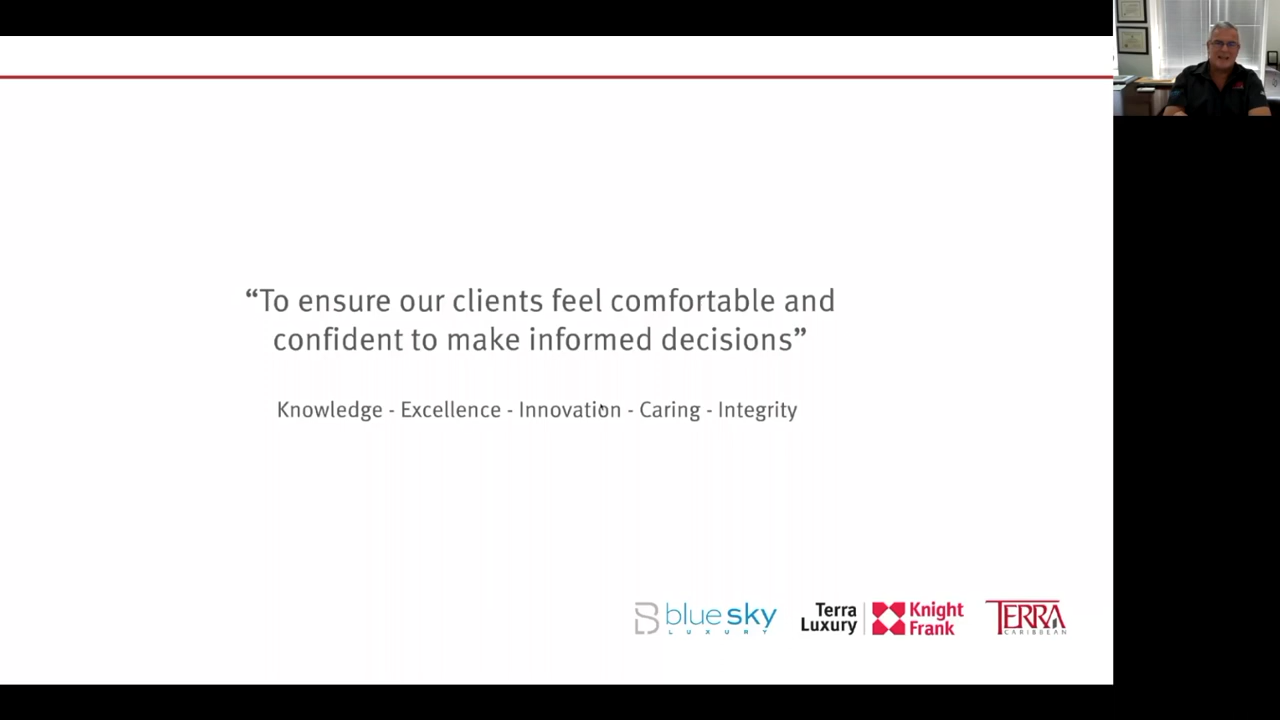 “To ensure our clients feel comfortable and
confident to make informed decisions”
Knowledge - Excellence - Innovation - Caring - Integrity
blue sky
LUXURY
Terra
Luxury
Knight
Frank
TERRA
CARIBBEAN